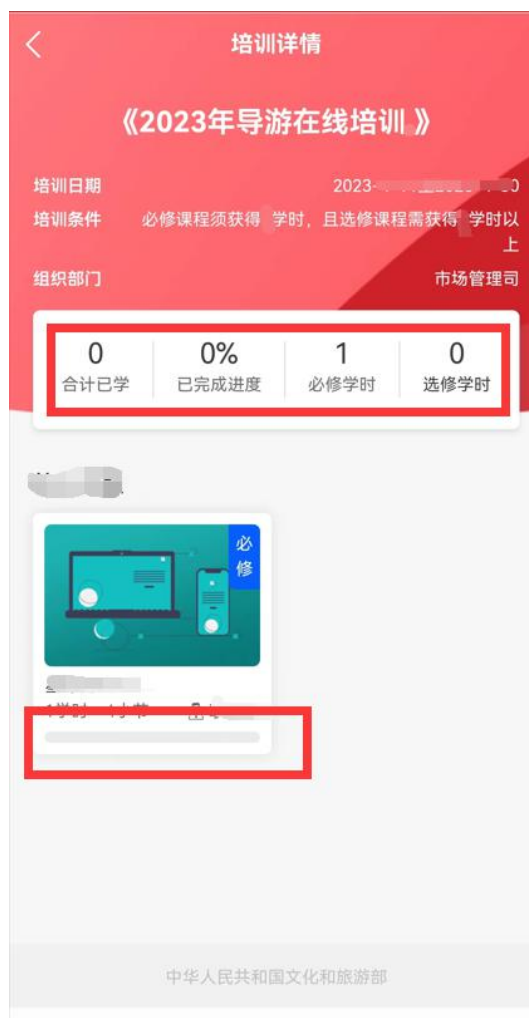 培训详情
《2023年导游在线培训 》
培训日期 2023-
培训条件 必修课程须获得 学时，且选修课程需获得 学时以
上
组织部门 市场管理司
0 0% 1 0
合计已学 已完成进度 必修学时 选修学时
必
修
中华人民共和国文化和旅游部